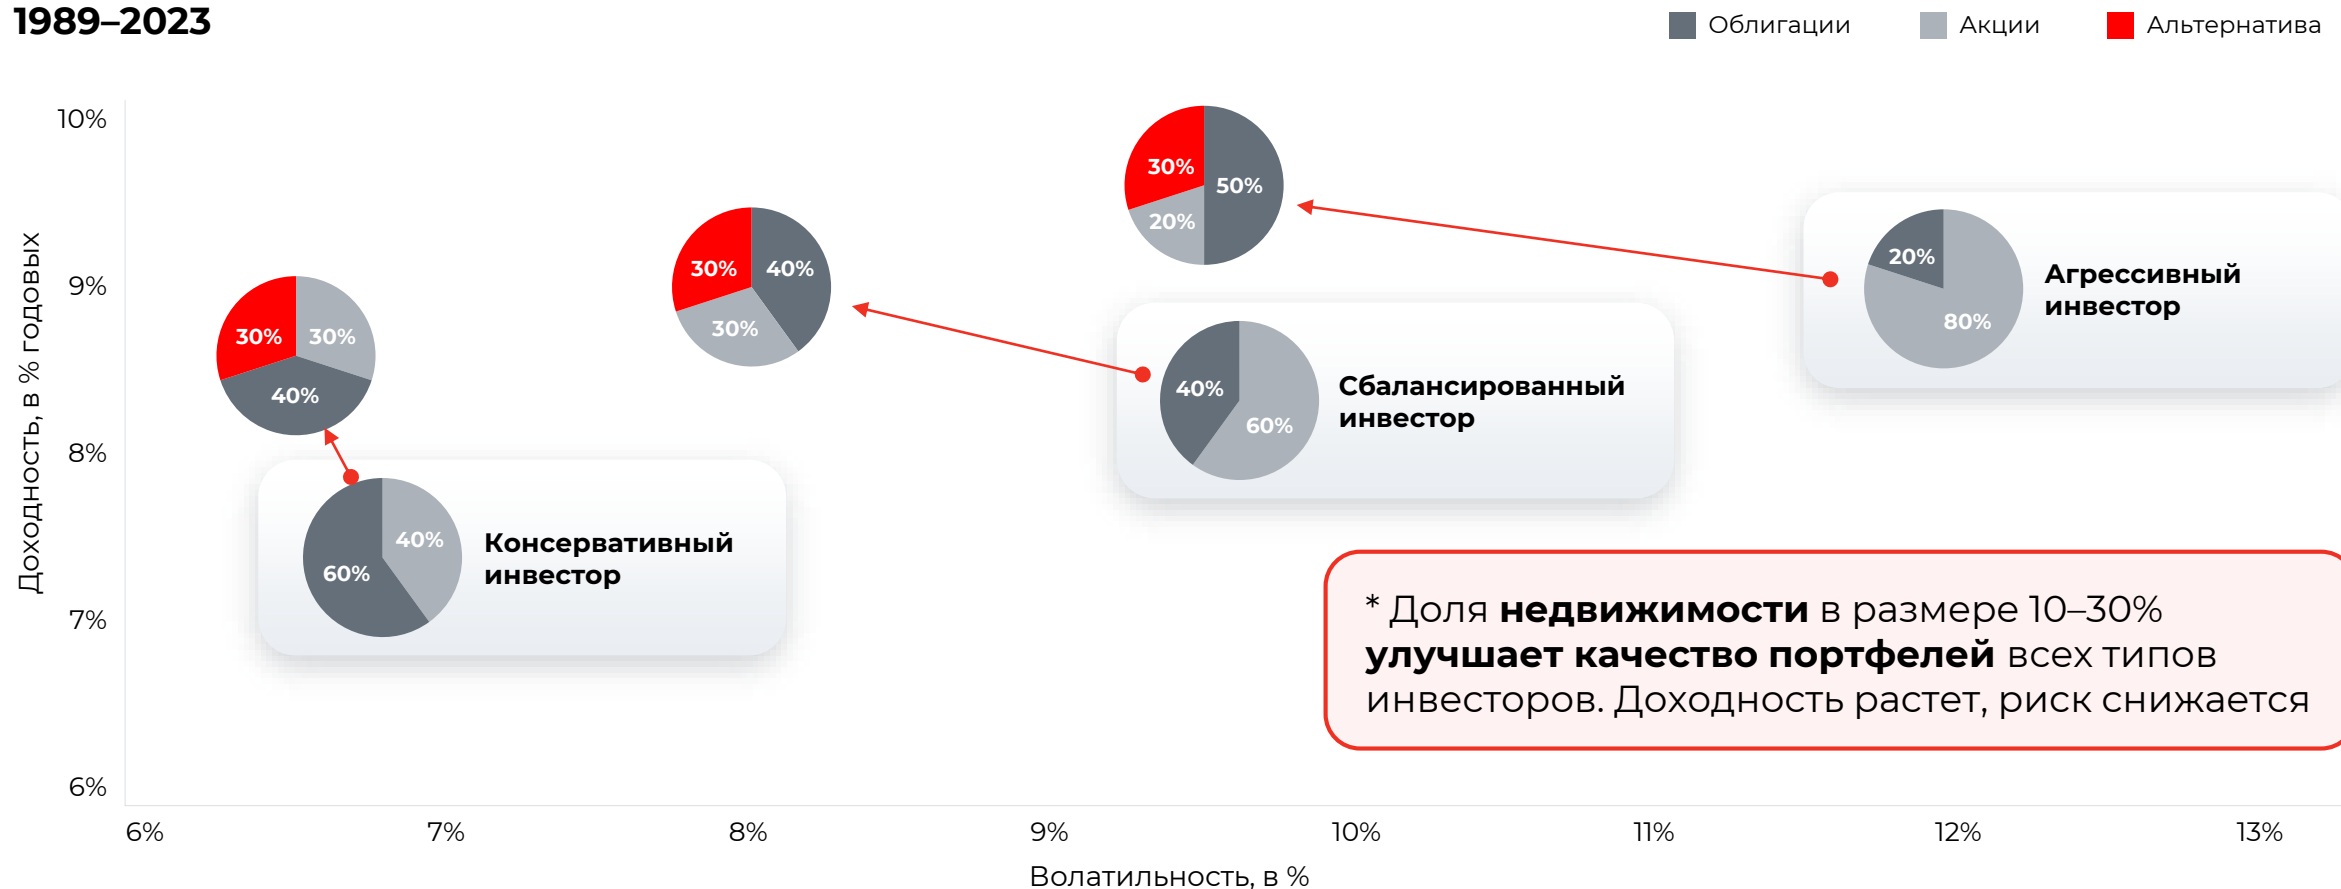 1989–2023
Облигации
Акции
Альтернатива
Доходность, в % годовых
10%
9%
8%
7%
6%
30%
30%
40%
40%
60%
Консервативный
инвестор
30%
40%
30%
40%
60%
Сбалансированный
инвестор
30%
50%
20%
20%
80%
Агрессивный
инвестор
* Доля недвижимости в размере 10–30%
улучшает качество портфелей всех типов
инвесторов. Доходность растет, риск снижается
6%
7%
8%
9%
10%
11%
12%
13%
Волатильность, в %